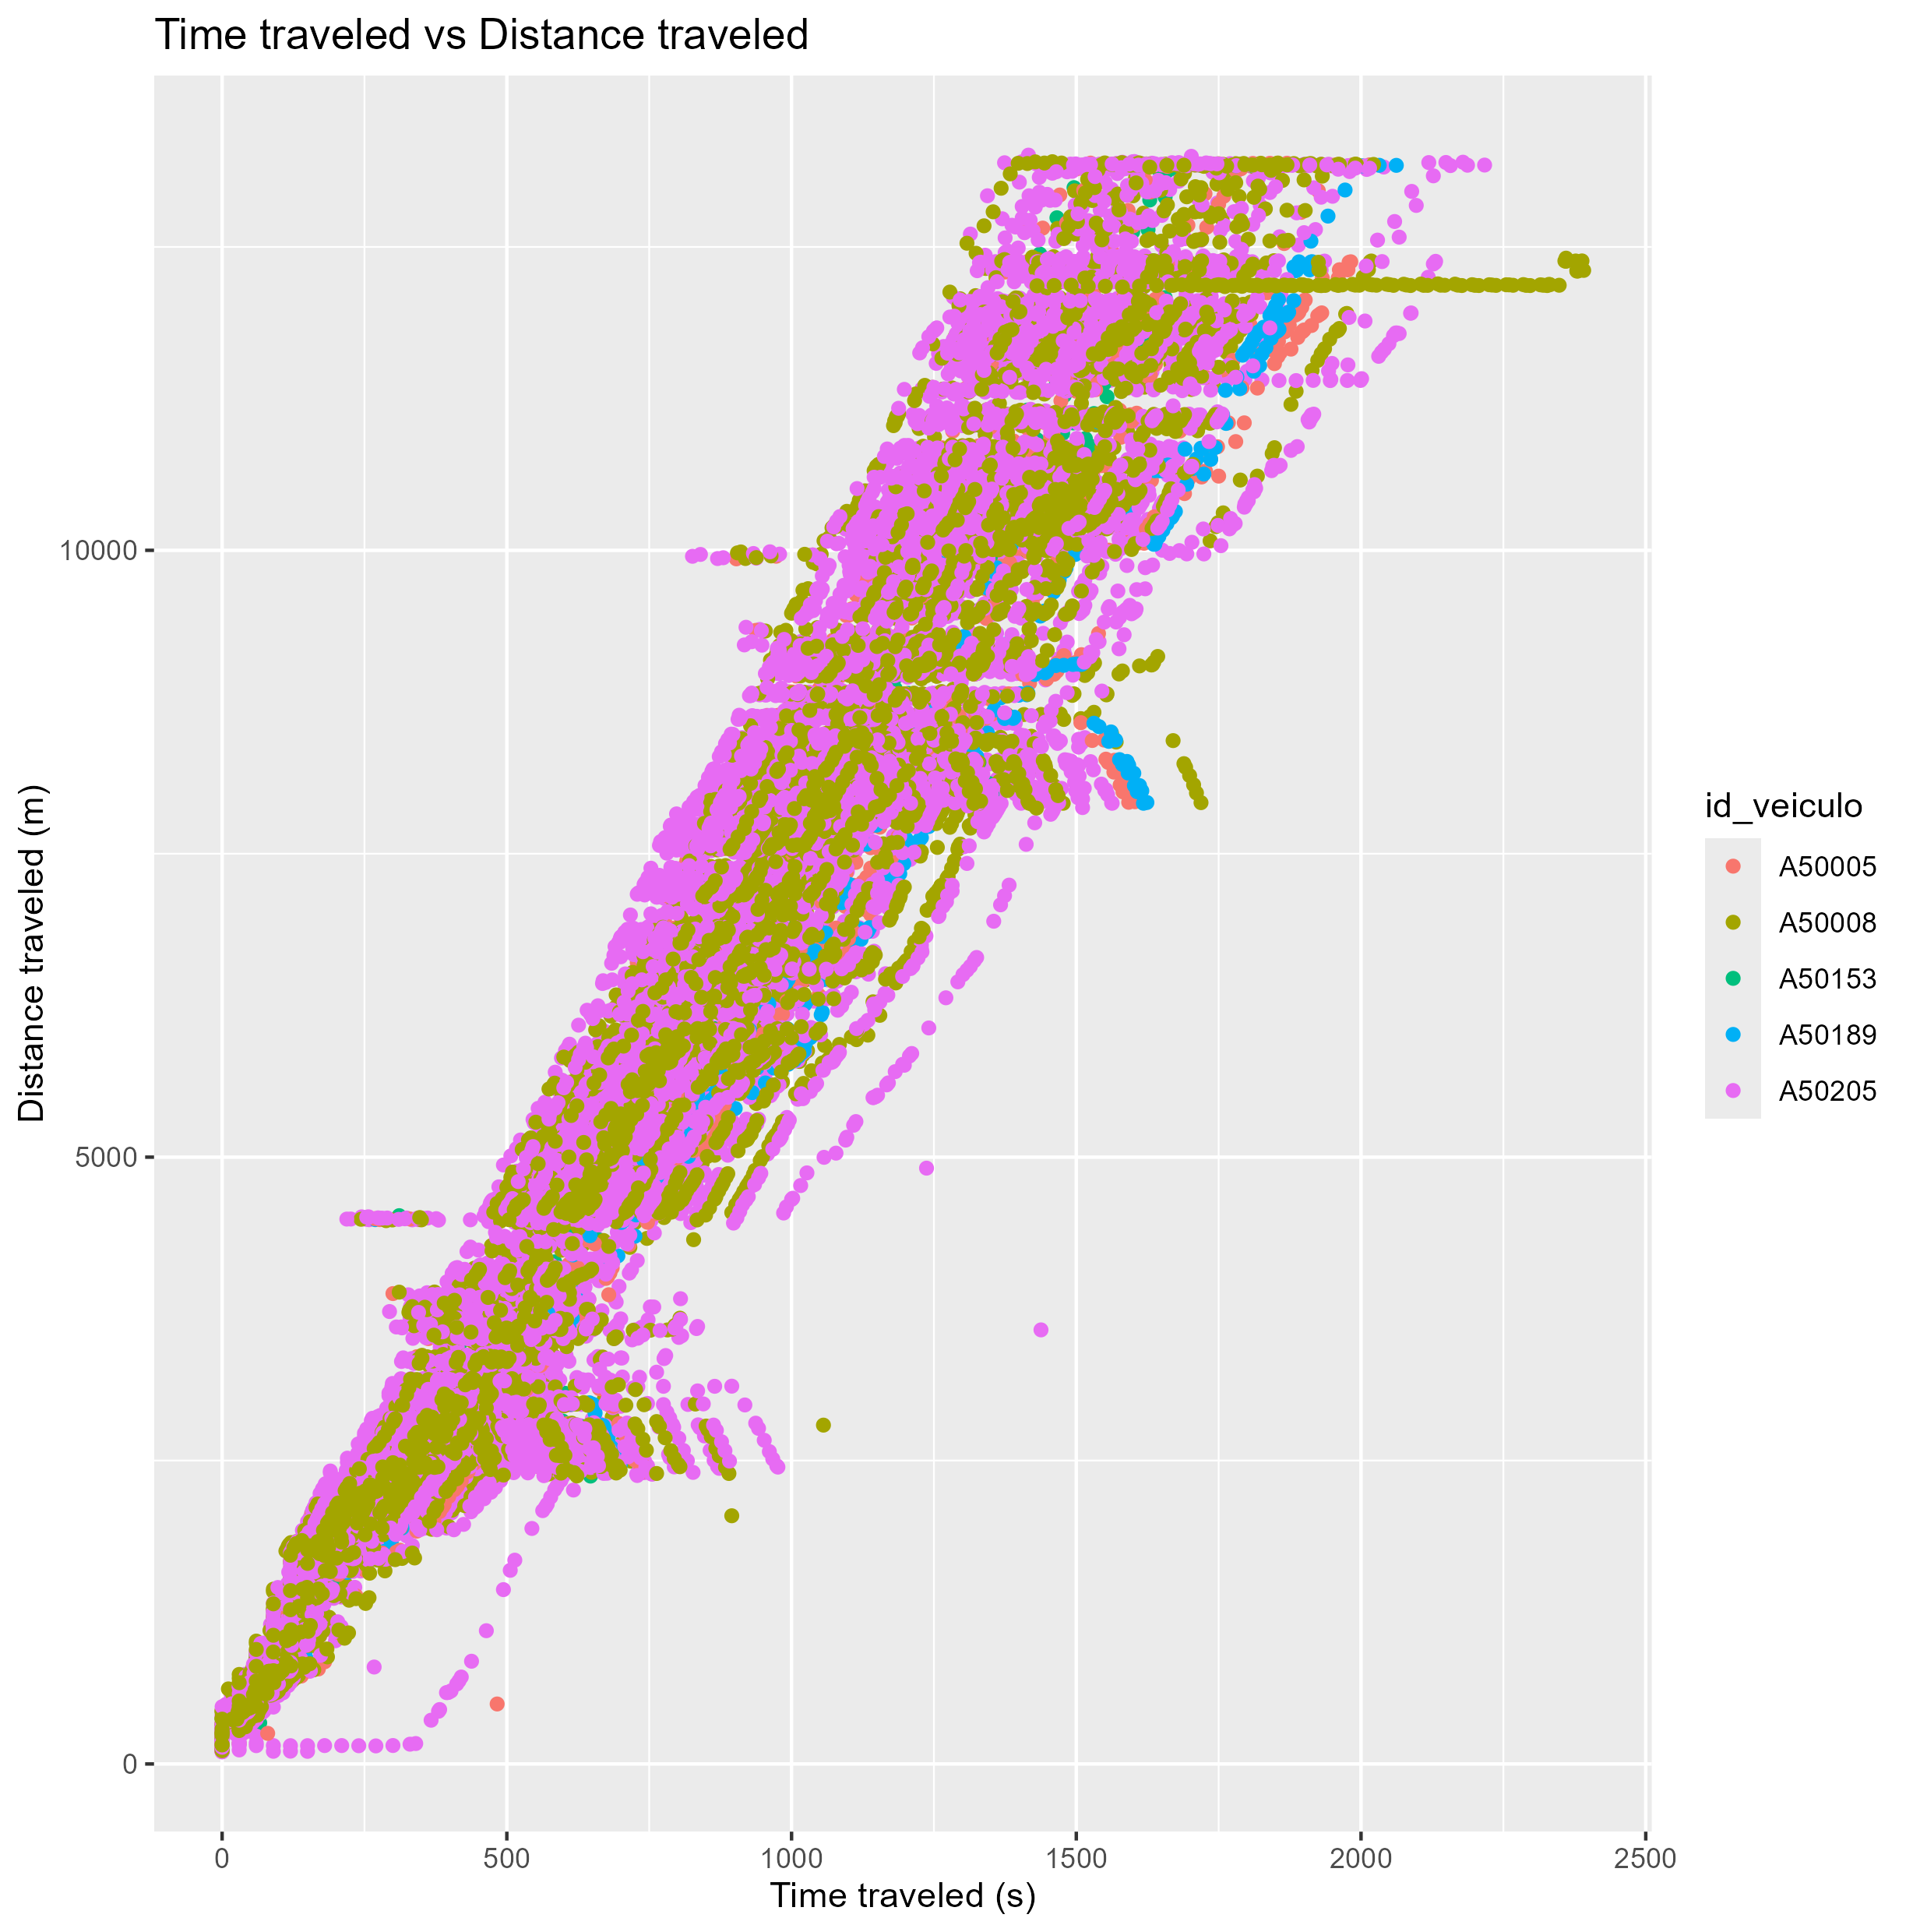 Time traveled vs Distance traveled
10000
5000
0
Distance traveled (m)
0
500
1000
1500
2000
2500
Time traveled (s)
id_veiculo
A50005
A50008
A50153
A50189
A50205